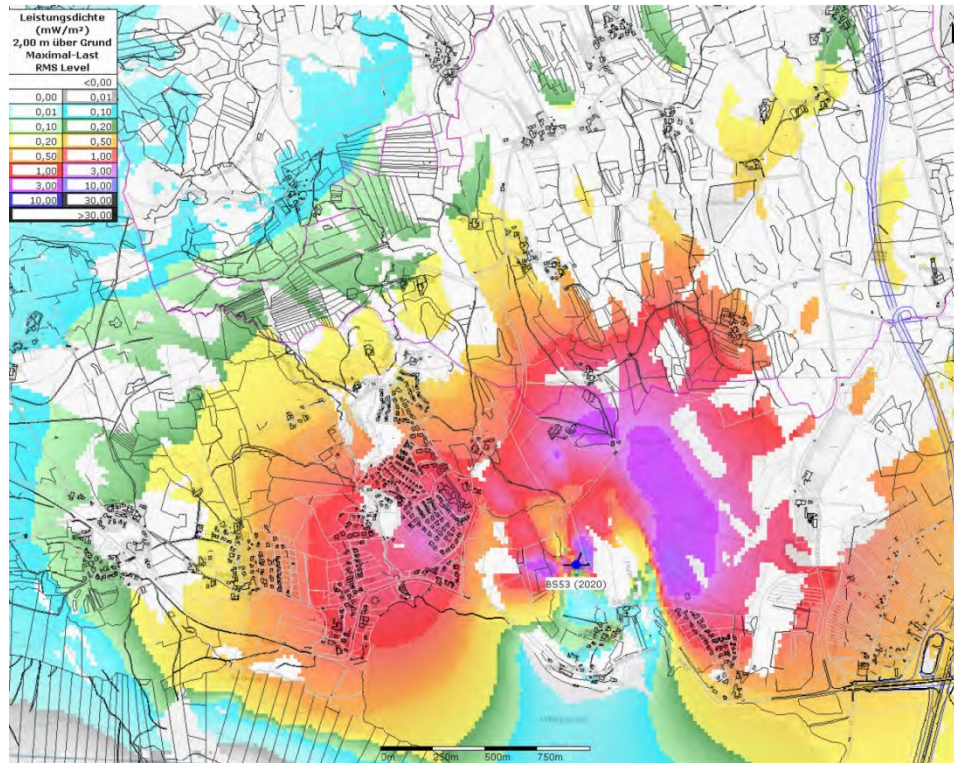 Leistungsdichte
(mW/m²)
2,00 m über Grund
Maximal-Last
RMS Level
<0,00
0,00 0,01
0,01 0,10
0,10 0,20
0,20 0,50
0,50 1,00
1,00 3,00
3,00 10,00
10,00 30,00
>30,00
BS53 (2020)
0m 250m 500m 750m